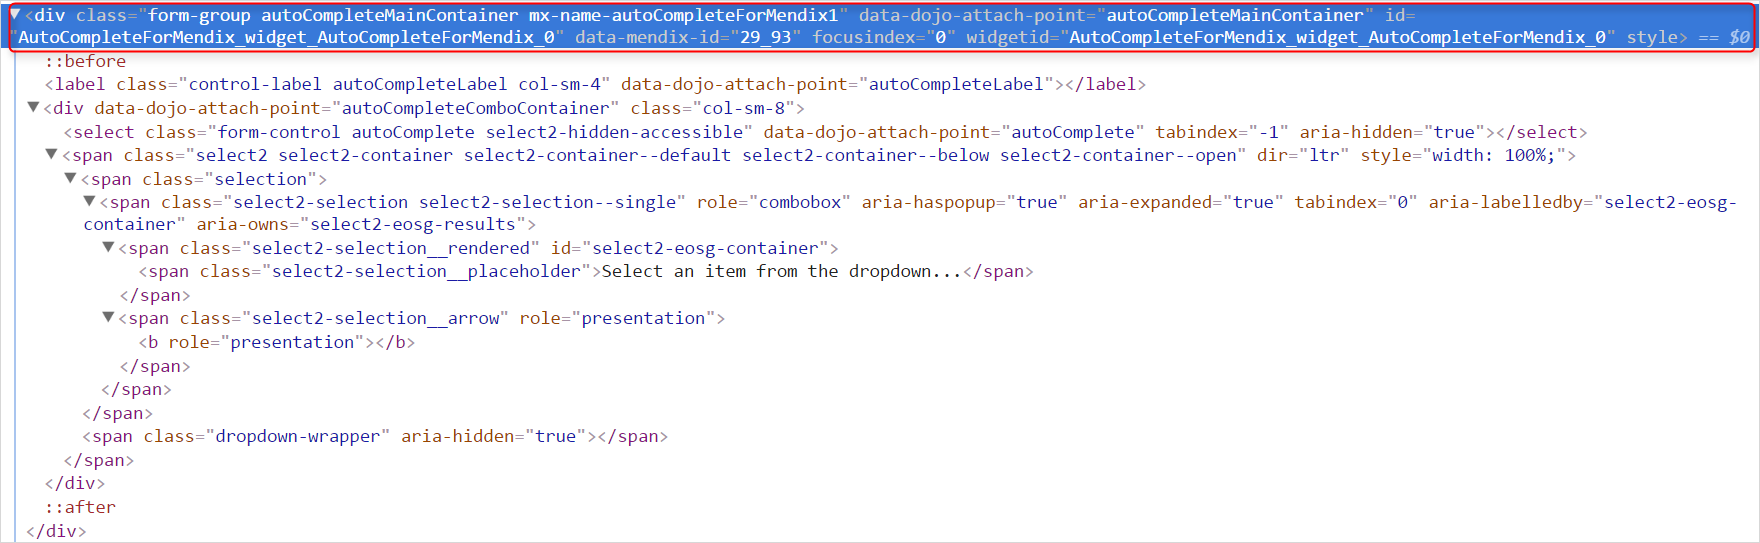 ▼<div class="form-group autoCompleteMainContainer mx-name-autoCompleteForMendix1" data-dojo-attach-point="autoCompleteMainContainer" id=
"AutoCompleteForMendix_widget_AutoCompleteForMendix_0" data-mendix-id="29_93" focusindex="0" widgetid="AutoCompleteForMendix_widget_AutoCompleteForMendix_0" style> == $0
::before
<label class="control-label autoCompleteLabel col-sm-4" data-dojo-attach-point="autoCompleteLabel"></label>
▼<div data-dojo-attach-point="autoCompleteComboContainer" class="col-sm-8">
<select class="form-control autoComplete select2-hidden-accessible" data-dojo-attach-point="autoComplete" tabindex="-1" aria-hidden="true"></select>
▼<span class="select2 select2-container select2-container--default select2-container--below select2-container--open" dir="ltr" style="width: 100%;">
▼<span class="selection">
▼<span class="select2-selection select2-selection--single" role="combobox" aria-haspopup="true" aria-expanded="true" tabindex="0" aria-labelledby="select2-eosg-
container" aria-owns="select2-eosg-results">
▼<span class="select2-selection__rendered" id="select2-eosg-container">
<span class="select2-selection__placeholder">Select an item from the dropdown...</span>
</span>
▼<span class="select2-selection__arrow" role="presentation">
<b role="presentation"></b>
</span>
</span>
</span>
<span class="dropdown-wrapper" aria-hidden="true"></span>
</span>
</div>
::after
</div>